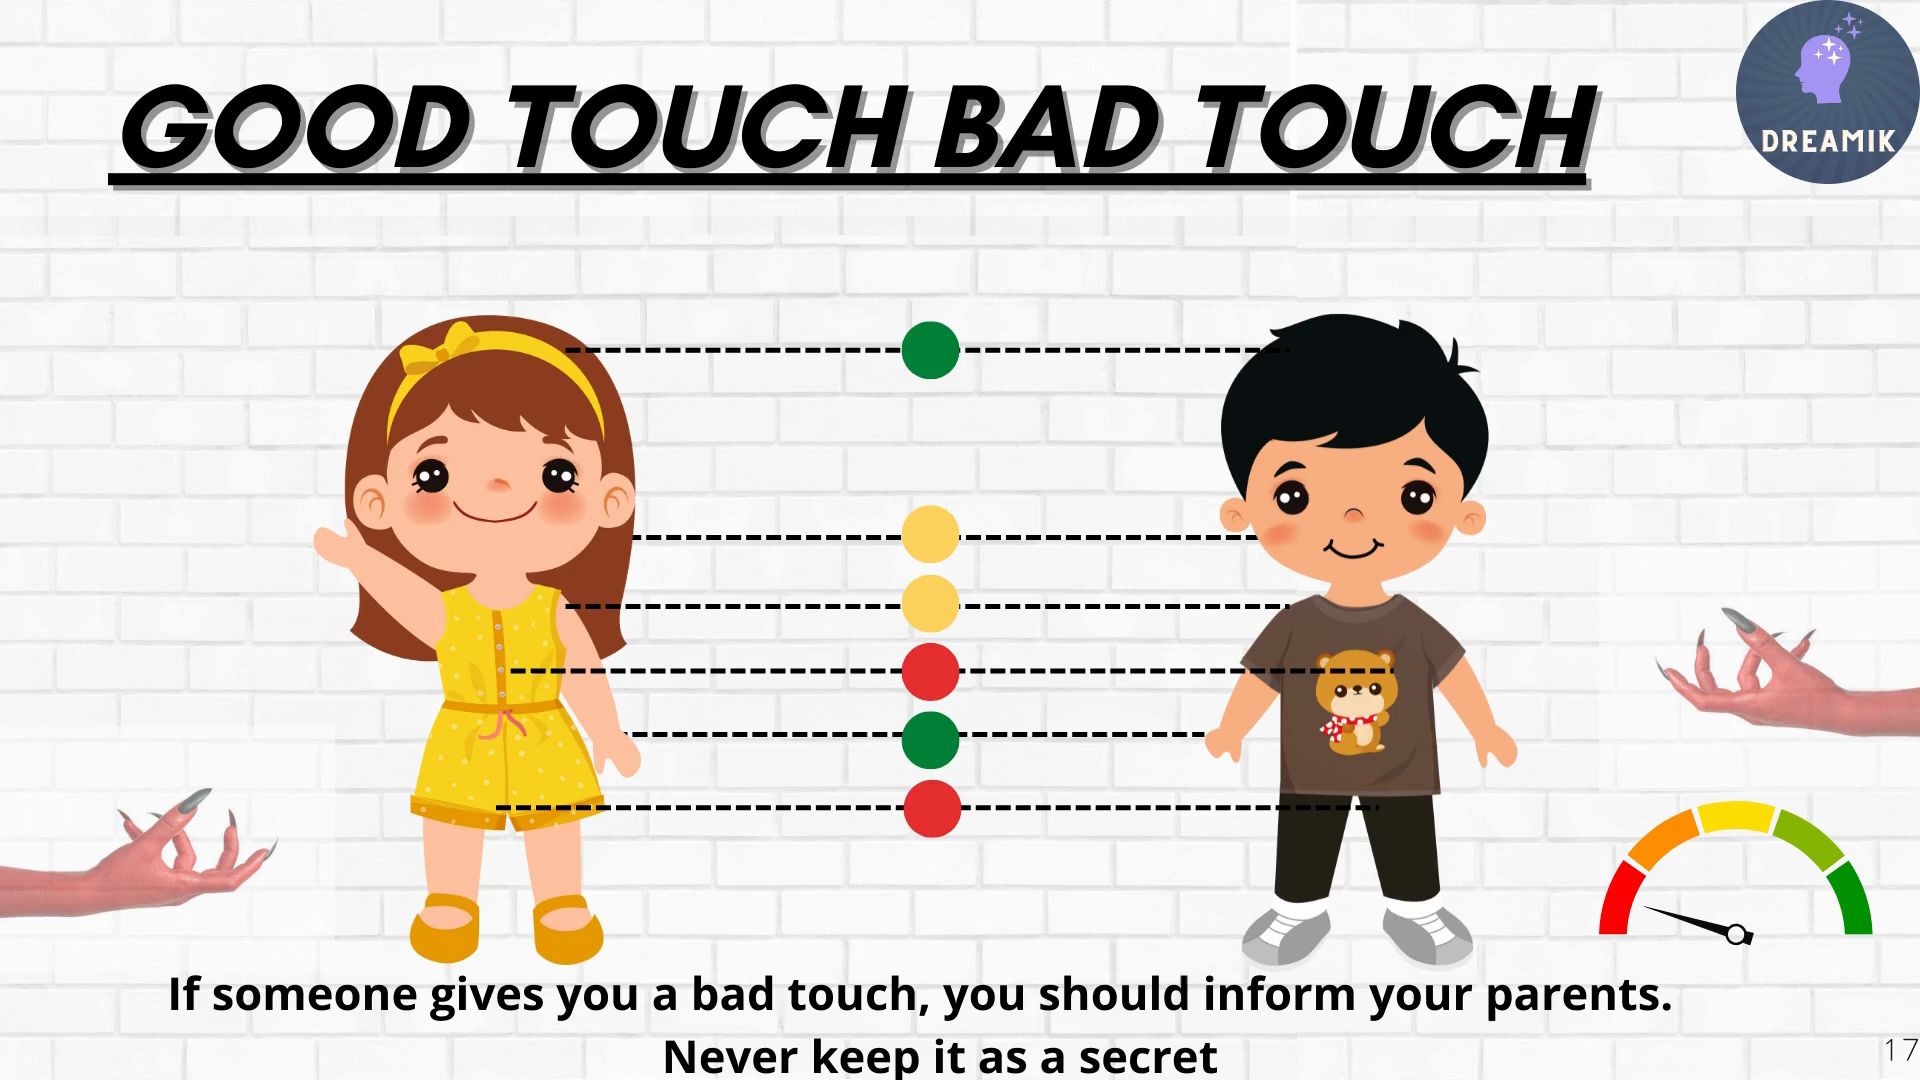 GOOD TOUCH BAD TOUCH
DREAMIK
If someone gives you a bad touch, you should inform your parents.
Never keep it as a secret
17